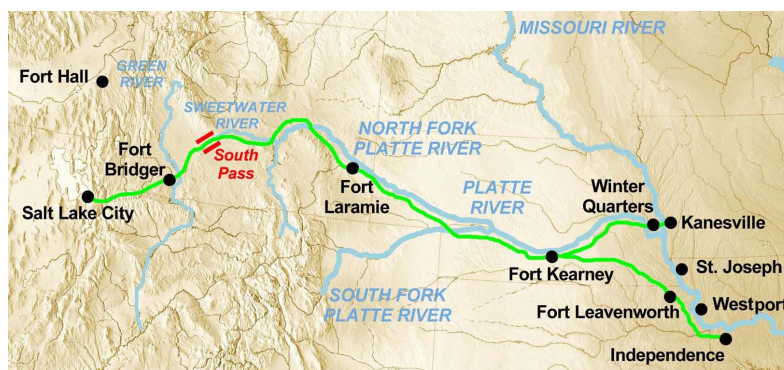 MISSOURI RIVER
Fort Hall
GREEN
RIVER
SWEETWATER
RIVER
NORTH FORK
PLATTE RIVER
Fort
Bridger
South
Pass
Fort
Laramie
PLATTE
RIVER
Winter
Quarters
Kanesville
Salt Lake City
St. Joseph
Fort Kearney
SOUTH FORK
PLATTE RIVER
Fort Leavenworth
Westport
Independence